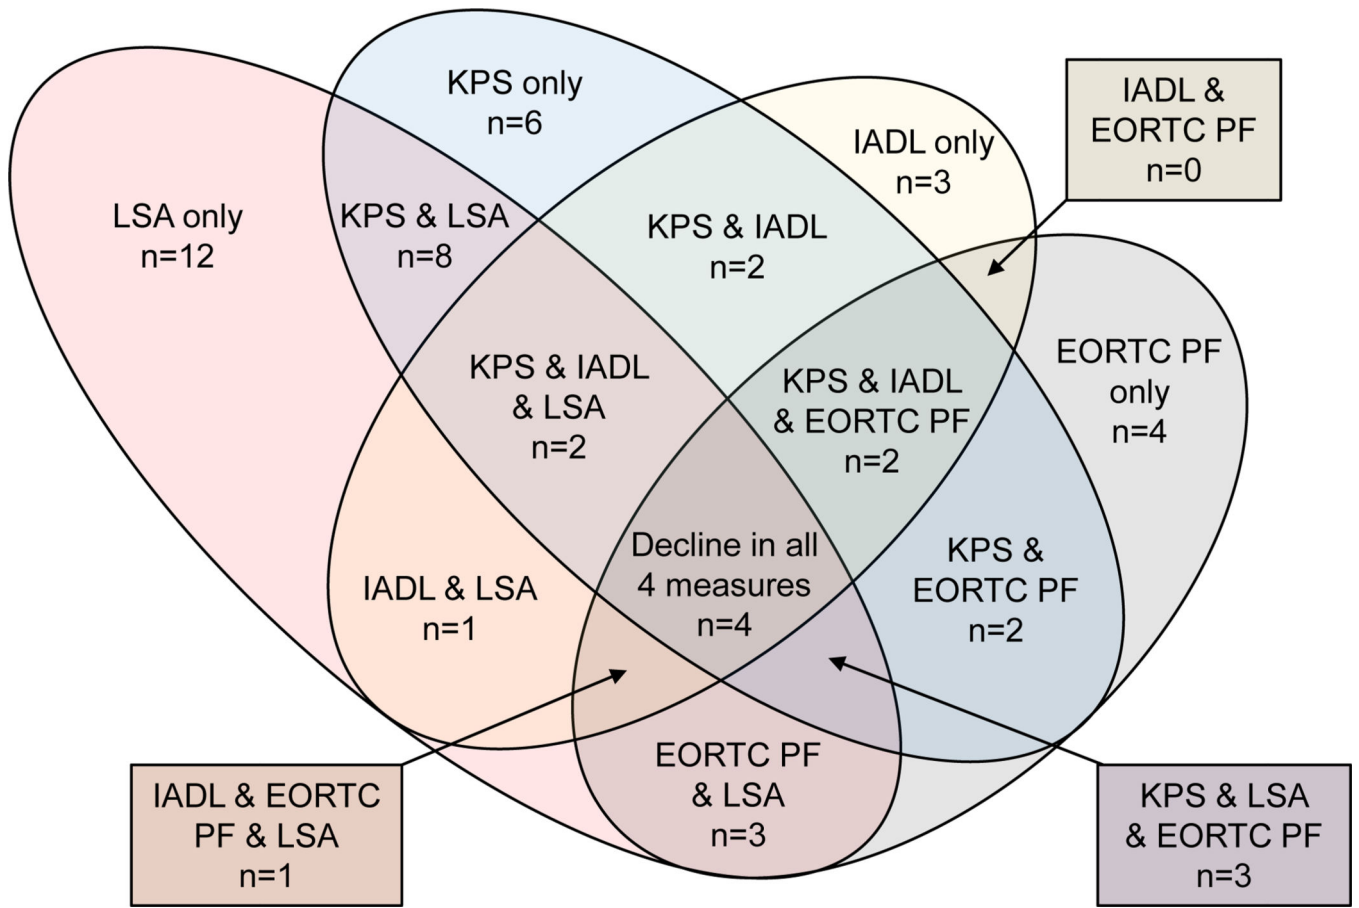 KPS only
n=6
IADL only
n=3
IADL &
EORTC PF
n=0
LSA only
n=12
KPS & LSA
n=8
KPS & IADL
n=2
KPS & IADL
& LSA
n=2
KPS & IADL
& EORTC PF
n=2
EORTC PF
only
n=4
IADL & LSA
n=1
Decline in all
4 measures
n=4
KPS &
EORTC PF
n=2
IADL & EORTC
PF & LSA
n=1
EORTC PF
& LSA
n=3
KPS & LSA
& EORTC PF
n=3